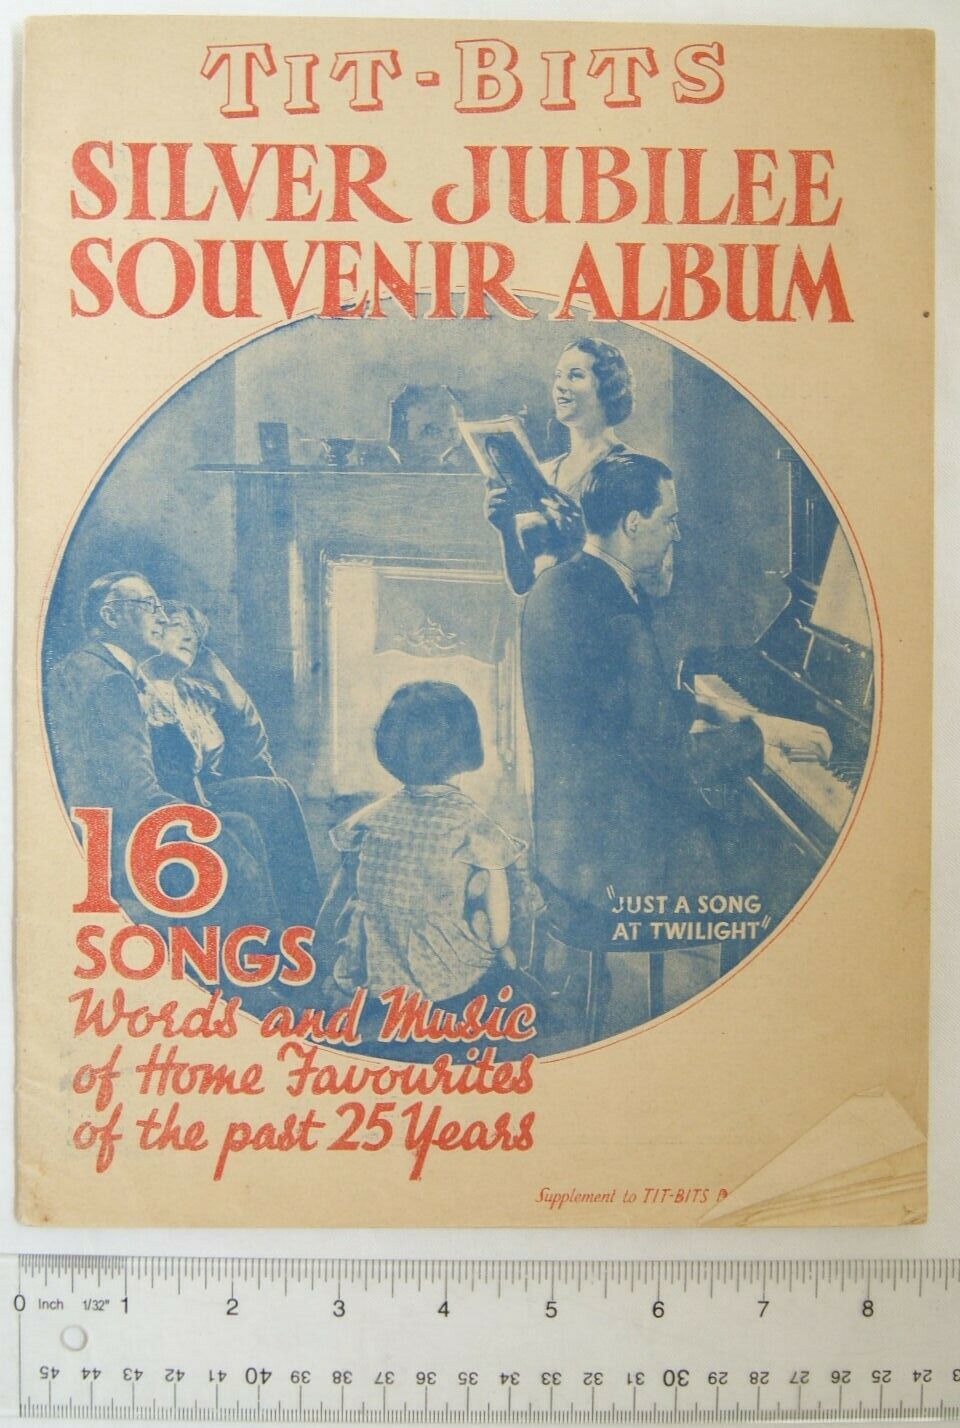 TIT-BITS
SILVER JUBILEE
SOUVENIR ALBUM
"JUST A SONG
AT TWILIGHT"
16
SONGS
Words and Music
of Home Favourites
of the past 25 Years
Supplement to TIT-BITS
0 Inch 1/32" 1 2 3 4 5 6 7 8
45 44 43 42 41 40 39 38 37 36 35 34 33 32 31 30 29 28 27 26 25 24